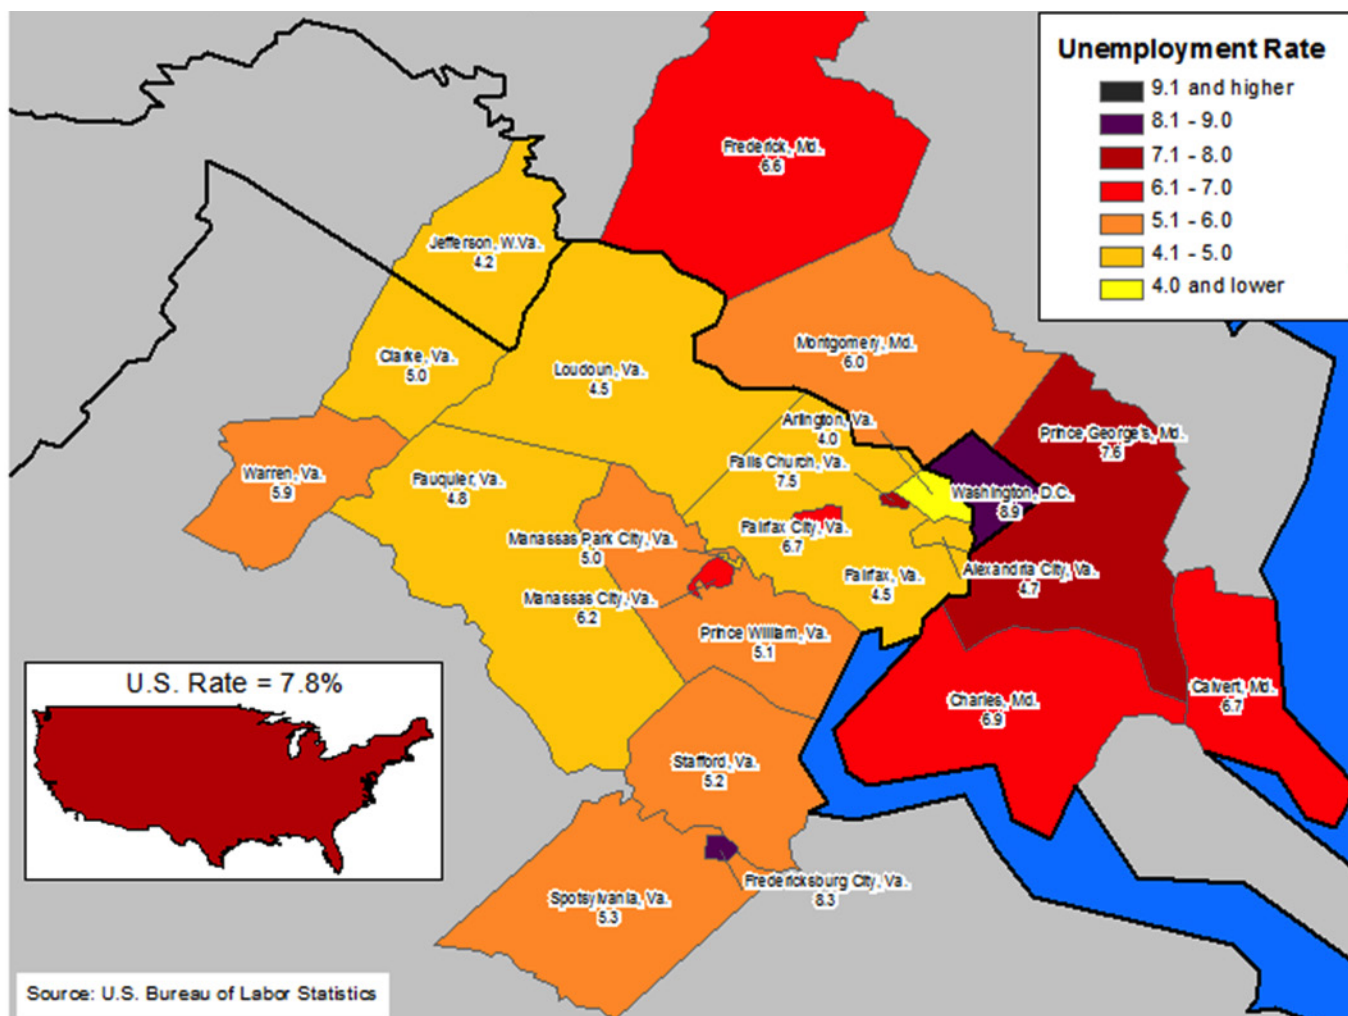 Unemployment Rate
9.1 and higher
8.1 - 9.0
7.1 - 8.0
6.1 - 7.0
5.1 - 6.0
4.1 - 5.0
4.0 and lower
Frederick, Md.
6.6
Jefferson, W.Va.
4.2
Montgomery, Md.
6.0
Clarke, Va.
5.0
Loudoun, Va.
4.5
Arlington, Va.
4.0
Prince George's, Md.
7.6
Falls Church, Va.
7.5
Warren, Va.
5.9
Fauquier, Va.
4.8
Washington, D.C.
8.9
Fairfax City, Va.
6.7
Manassas Park City, Va.
5.0
Fairfax, Va.
4.5
Alexandria City, Va.
4.7
Manassas City, Va.
6.2
Prince William, Va.
5.1
Charles, Md.
6.9
Calvert, Md.
6.7
U.S. Rate = 7.8%
Stafford, Va.
5.2
Fredericksburg City, Va.
8.3
Spotsylvania, Va.
5.3
Source: U.S. Bureau of Labor Statistics